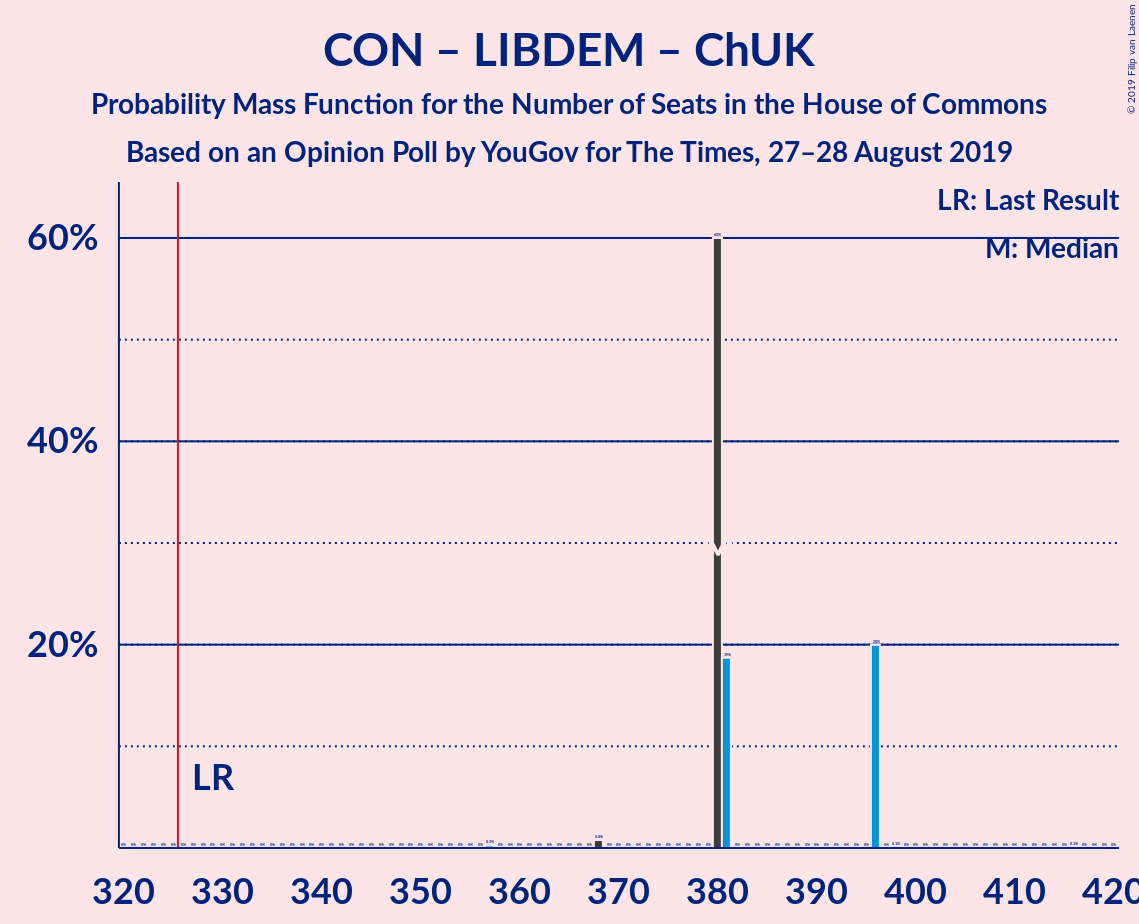 CON – LIBDEM – ChUK
Probability Mass Function for the Number of Seats in the House of Commons
Based on an Opinion Poll by YouGov for The Times, 27–28 August 2019
© 2019 Filip van Laenen
LR: Last Result
M: Median
60%
40%
20%
LR
320 330 340 350 360 370 380 390 400 410 420